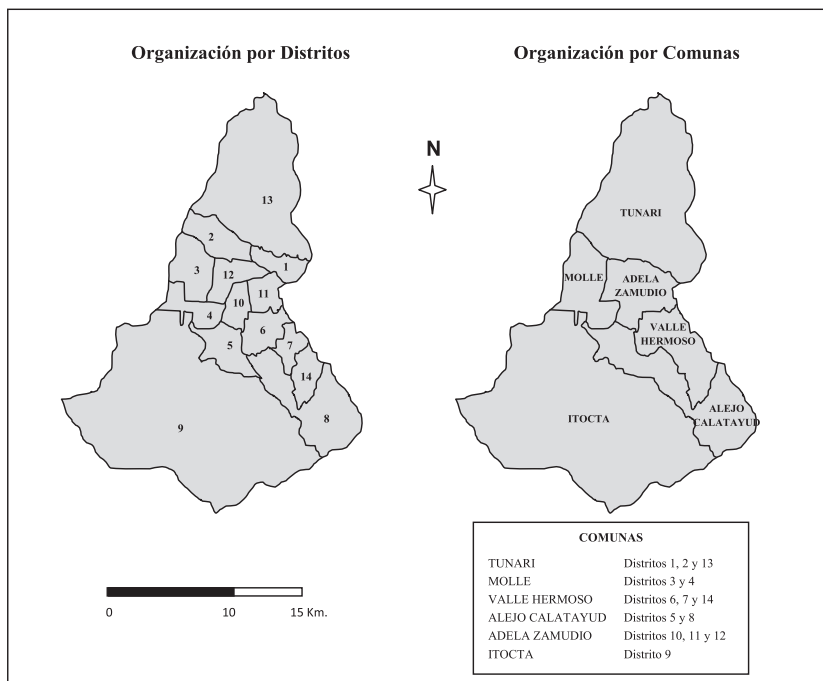 Organización por Distritos
13
2
1
3
12
11
10
4
6
5
7
14
8
9
Organización por Comunas
N
TUNARI
MOLLE
ADELA
ZAMUDIO
VALLE
HERMOSO
ALEJO
CALATAYUD
ITOCTA
0 10 15 Km.
COMUNAS
TUNARI Distritos 1, 2 y 13
MOLLE Distritos 3 y 4
VALLE HERMOSO Distritos 6, 7 y 14
ALEJO CALATAYUD Distritos 5 y 8
ADELA ZAMUDIO Distritos 10, 11 y 12
ITOCTA Distrito 9